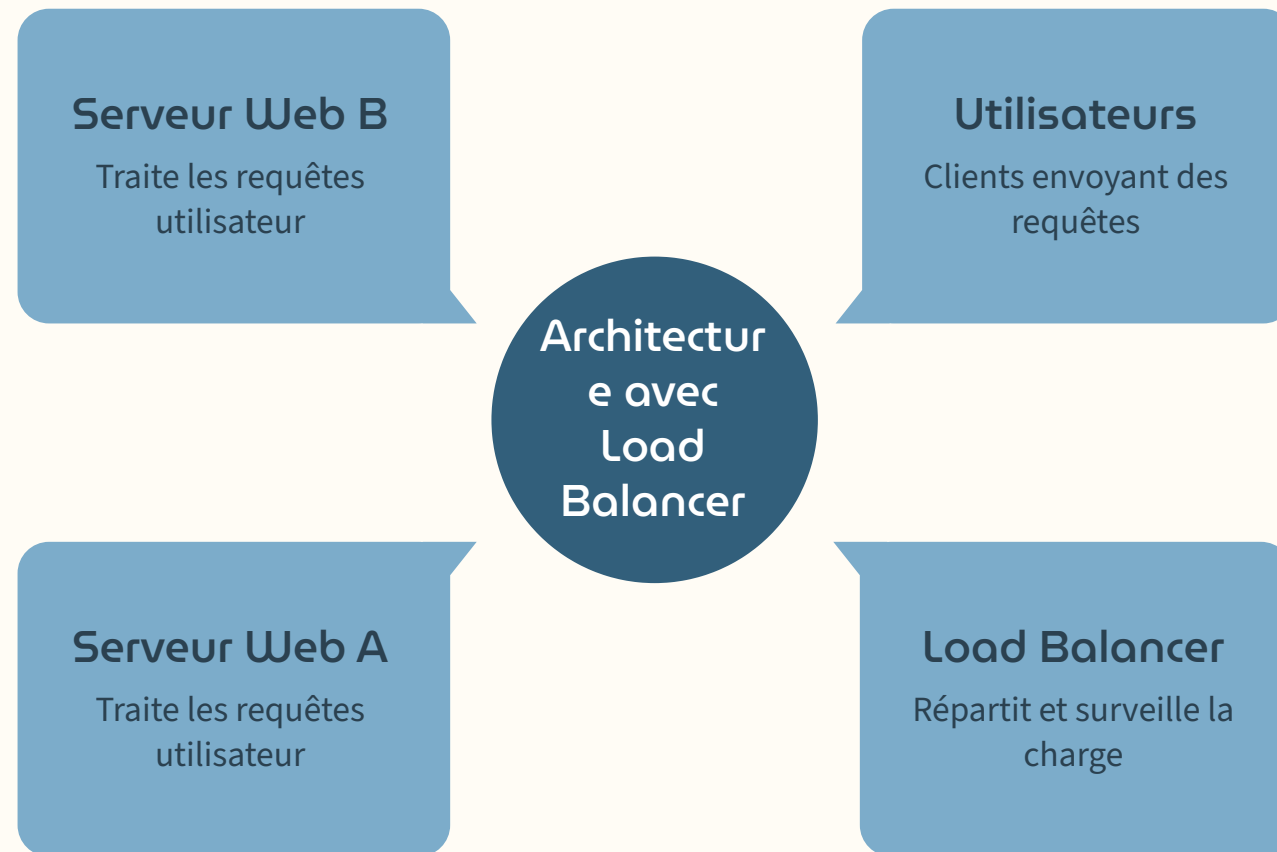 Serveur Web B
Traite les requêtes
utilisateur
Utilisateurs
Clients envoyant des
requêtes
Architectur
e avec
Load
Balancer
Serveur Web A
Traite les requêtes
utilisateur
Load Balancer
Répartit et surveille la
charge